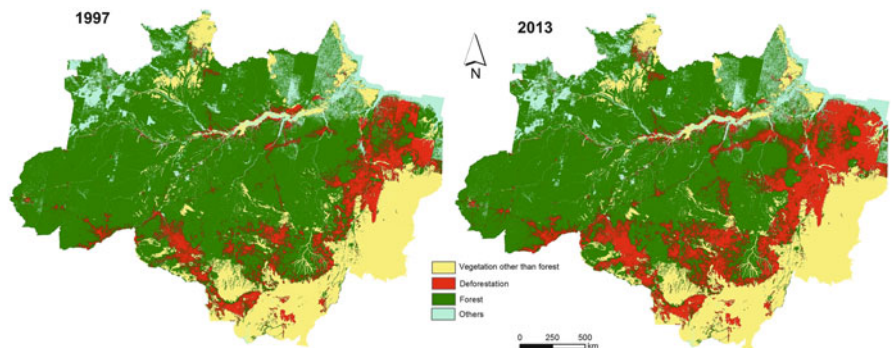 1997
2013
N
Vegetation other than forest
Deforestation
Forest
Others
0 250 500
km